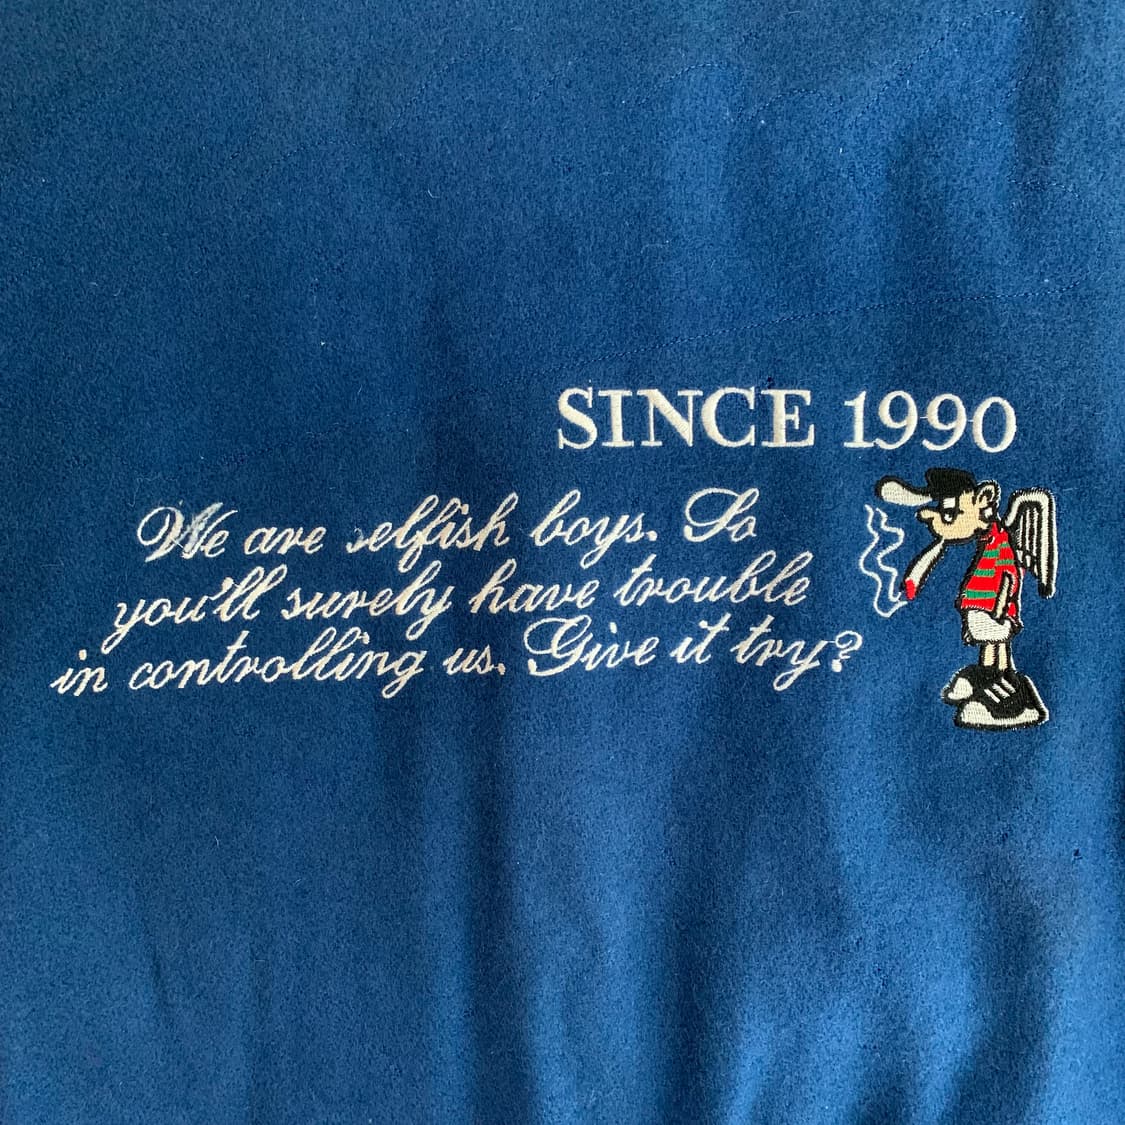 SINCE 1990
We are selfish boys. So
you'll surely have trouble
in controlling us. Give it try?